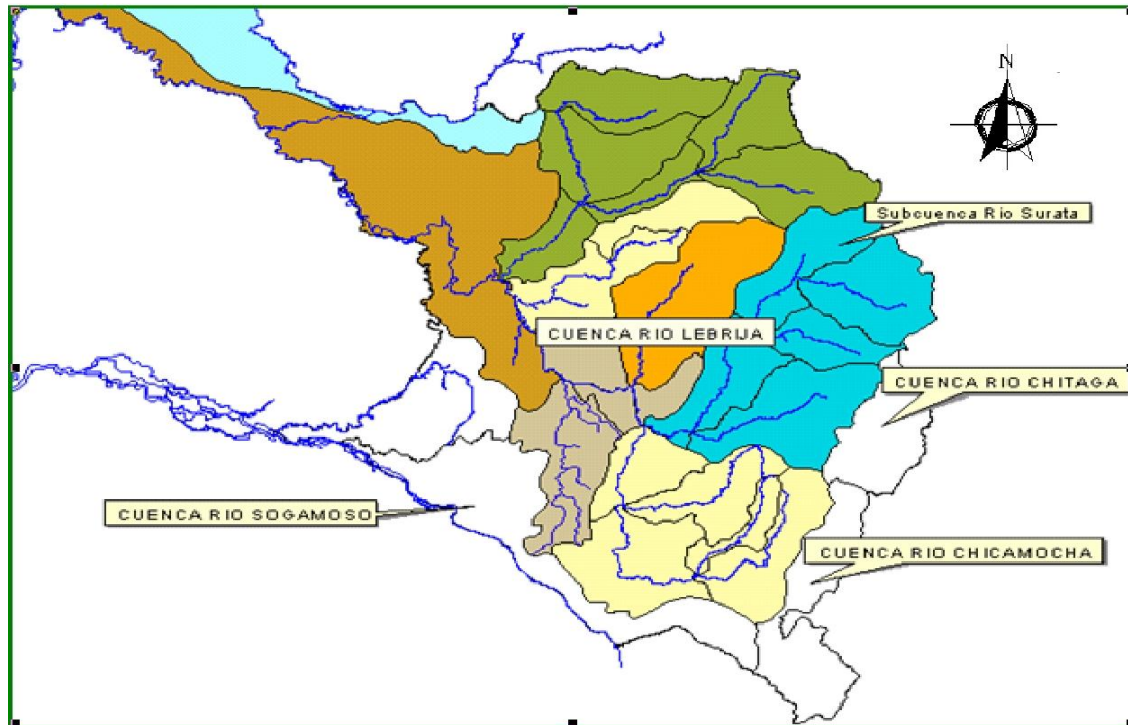 N
Subcuenca Rio Surata
CUENCA RIO LEBRIJA
CUENCA RIO CHITAGA
CUENCA RIO SOGAMOSO
CUENCA RIO CHICAMOCHA